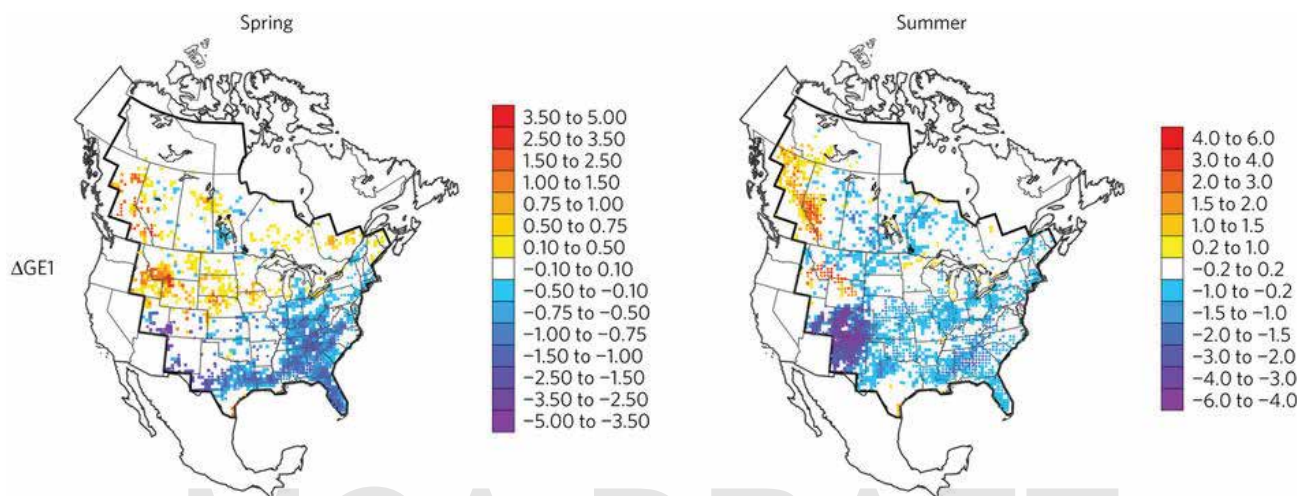 Spring
Summer
ΔGE1
3.50 to 5.00
2.50 to 3.50
1.50 to 2.50
1.00 to 1.50
0.75 to 1.00
0.50 to 0.75
0.10 to 0.50
−0.10 to 0.10
−0.50 to −0.10
−0.75 to −0.50
−1.00 to −0.75
−1.50 to −1.00
−2.50 to −1.50
−3.50 to −2.50
−5.00 to −3.50
4.0 to 6.0
3.0 to 4.0
2.0 to 3.0
1.5 to 2.0
1.0 to 1.5
0.2 to 1.0
−0.2 to 0.2
−1.0 to −0.2
−1.5 to −1.0
−2.0 to −1.5
−3.0 to −2.0
−4.0 to −3.0
−6.0 to −4.0